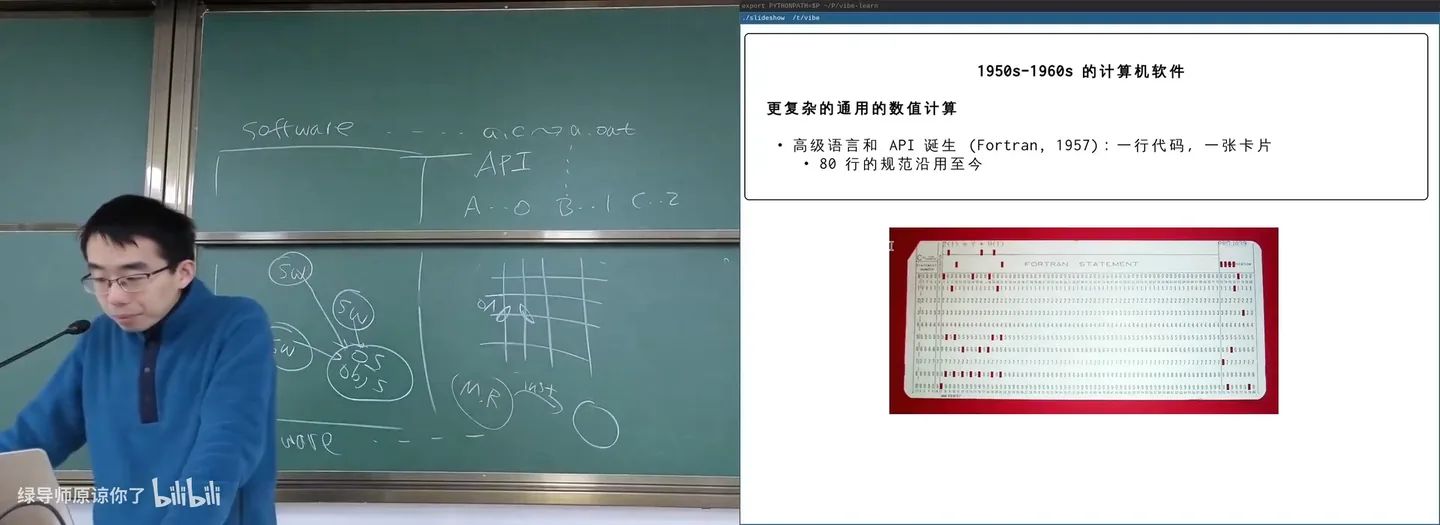 software - - - - a.c → a.out
API
A...0 B...1 C..2
SW
SW
SW
OS
obj s
M.R
inst
ware - - - -
绿导师原谅你了 bilibili
export PYTHONPATH=$P ~/P/vibe-learn
./slideshow /t/vibe
1950s-1960s 的计算机软件
更复杂的通用的数值计算
• 高级语言和 API 诞生 (Fortran, 1957)：一行代码, 一张卡片
• 80 行的规范沿用至今
FORTRAN STATEMENT